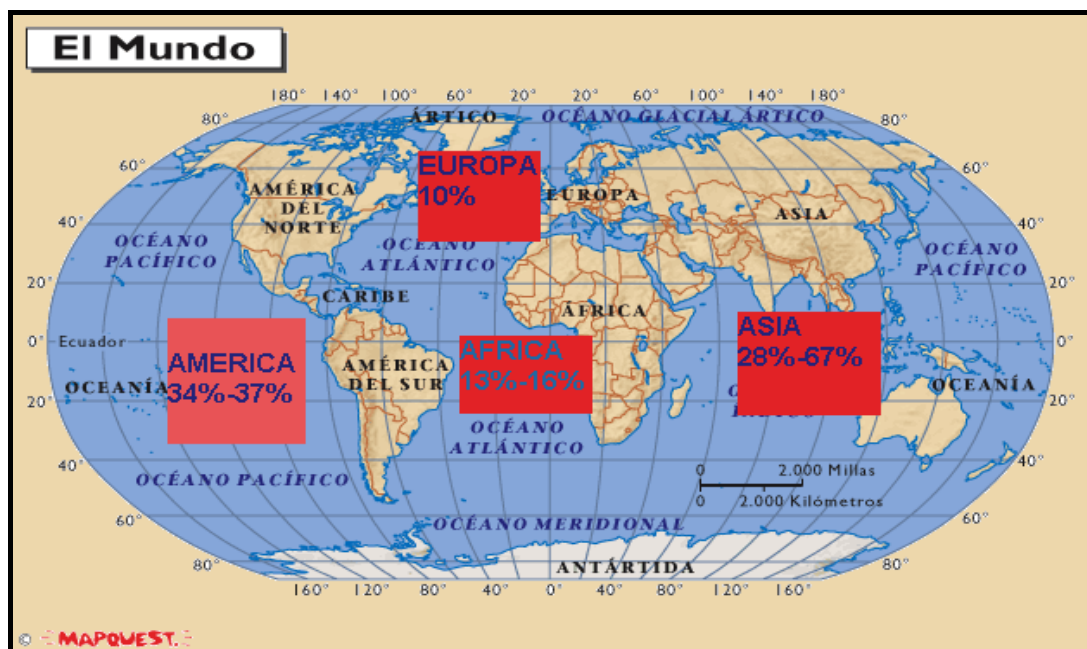 El Mundo
180° 140° 100° 60° 20° 20° 60° 100° 140° 180°
80° ÁRTICO OCÉANO GLACIAL ÁRTICO 80°
EUROPA
10%
60° 60°
AMÉRICA
DEL
NORTE
EUROPA
ASIA
40° 40°
OCÉANO
PACÍFICO
OCÉANO
ATLÁNTICO
OCÉANO
PACÍFICO
20° 20°
CARIBE
ÁFRICA
0° Ecuador 0°
AMERICA
34%-37%
AMÉRICA
DEL SUR
AFRICA
13%-16%
ASIA
28%-67%
OCEANÍA
OCEANÍA
20° 20°
OCÉANO
ATLÁNTICO
40° 40°
OCÉANO PACÍFICO
0 2.000 Millas
0 2.000 Kilómetros
60° 60°
OCÉANO MERIDIONAL
80° 80°
ANTÁRTIDA
160° 120° 80° 40° 0° 40° 80° 120° 160°
© MAPQUEST.